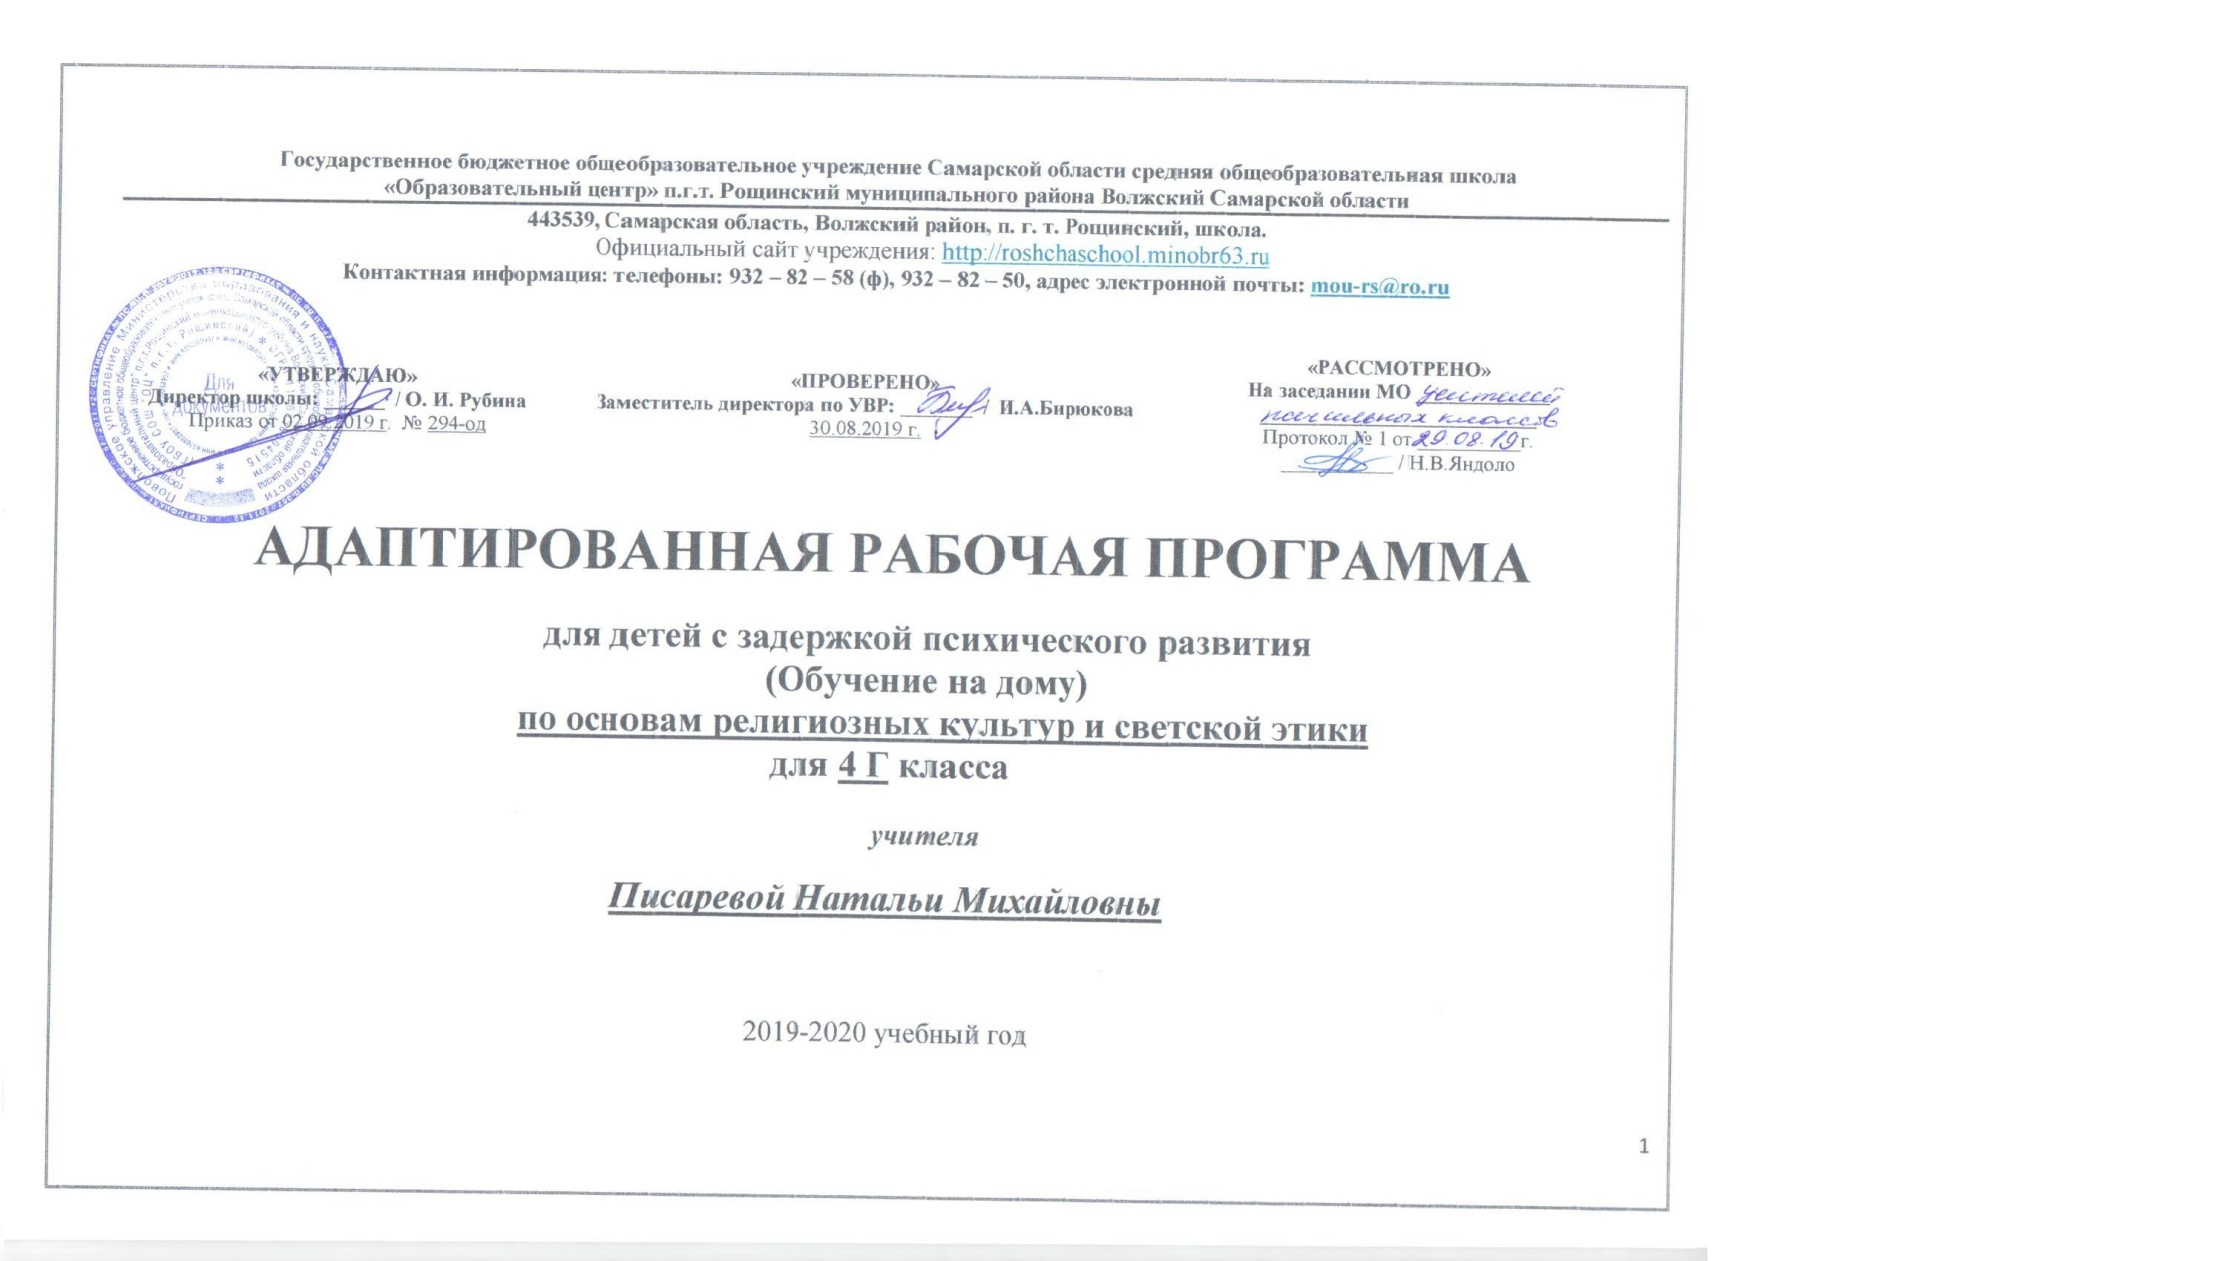 Государственное бюджетное общеобразовательное учреждение Самарской области средняя общеобразовательная школа
«Образовательный центр» п.г.т. Рощинский муниципального района Волжский Самарской области
443539, Самарская область, Волжский район, п. г. т. Рощинский, школа.
Официальный сайт учреждения: http://roshchaschool.minobr63.ru
Контактная информация: телефоны: 932 – 82 – 58 (ф), 932 – 82 – 50, адрес электронной почты: mou-rs@ro.ru
«УТВЕРЖДАЮ»
Директор школы: / О. И. Рубина
Приказ от 02.09.2019 г. № 294-од
Для
документов
«ПРОВЕРЕНО»
Заместитель директора по УВР: И.А.Бирюкова
30.08.2019 г.
«РАССМОТРЕНО»
На заседании МО учителей
начальных классов
Протокол № 1 от 29.08.19 г.
/ Н.В.Яндоло
АДАПТИРОВАННАЯ РАБОЧАЯ ПРОГРАММА
для детей с задержкой психического развития
(Обучение на дому)
по основам религиозных культур и светской этики
для 4 Г класса
учителя
Писаревой Натальи Михайловны
2019-2020 учебный год
1